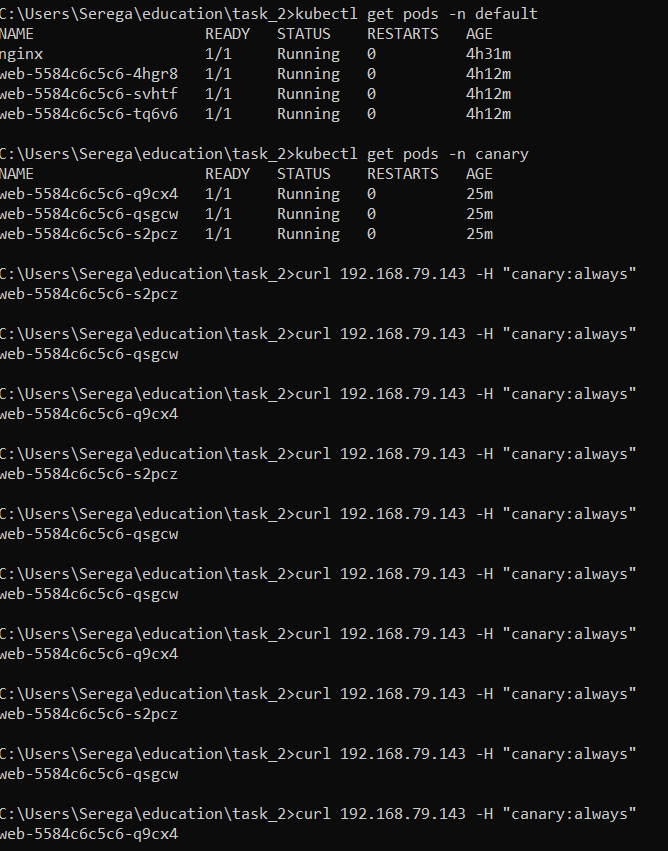 C:\Users\Serega\education\task_2>kubectl get pods -n default
NAME READY STATUS RESTARTS AGE
nginx 1/1 Running 0 4h31m
web-5584c6c5c6-4hgr8 1/1 Running 0 4h12m
web-5584c6c5c6-svhtf 1/1 Running 0 4h12m
web-5584c6c5c6-tq6v6 1/1 Running 0 4h12m
C:\Users\Serega\education\task_2>kubectl get pods -n canary
NAME READY STATUS RESTARTS AGE
web-5584c6c5c6-q9cx4 1/1 Running 0 25m
web-5584c6c5c6-qsgcw 1/1 Running 0 25m
web-5584c6c5c6-s2pcz 1/1 Running 0 25m
C:\Users\Serega\education\task_2>curl 192.168.79.143 -H "canary:always"
web-5584c6c5c6-s2pcz
C:\Users\Serega\education\task_2>curl 192.168.79.143 -H "canary:always"
web-5584c6c5c6-qsgcw
C:\Users\Serega\education\task_2>curl 192.168.79.143 -H "canary:always"
web-5584c6c5c6-q9cx4
C:\Users\Serega\education\task_2>curl 192.168.79.143 -H "canary:always"
web-5584c6c5c6-s2pcz
C:\Users\Serega\education\task_2>curl 192.168.79.143 -H "canary:always"
web-5584c6c5c6-qsgcw
C:\Users\Serega\education\task_2>curl 192.168.79.143 -H "canary:always"
web-5584c6c5c6-qsgcw
C:\Users\Serega\education\task_2>curl 192.168.79.143 -H "canary:always"
web-5584c6c5c6-q9cx4
C:\Users\Serega\education\task_2>curl 192.168.79.143 -H "canary:always"
web-5584c6c5c6-s2pcz
C:\Users\Serega\education\task_2>curl 192.168.79.143 -H "canary:always"
web-5584c6c5c6-qsgcw
C:\Users\Serega\education\task_2>curl 192.168.79.143 -H "canary:always"
web-5584c6c5c6-q9cx4